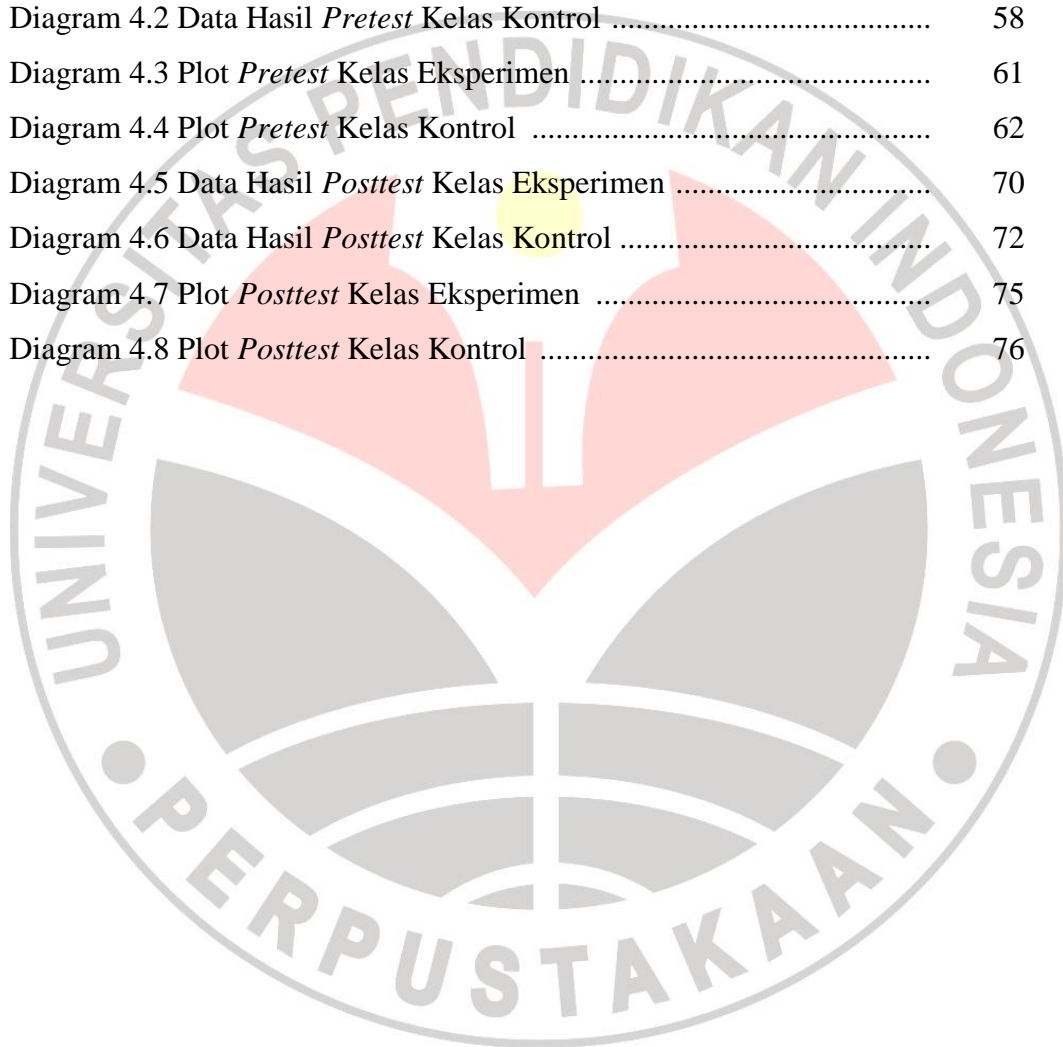 Diagram 4.2 Data Hasil Pretest Kelas Kontrol ........................................ 58
Diagram 4.3 Plot Pretest Kelas Eksperimen ............................................ 61
Diagram 4.4 Plot Pretest Kelas Kontrol .................................................. 62
Diagram 4.5 Data Hasil Posttest Kelas Eksperimen ................................ 70
Diagram 4.6 Data Hasil Posttest Kelas Kontrol ....................................... 72
Diagram 4.7 Plot Posttest Kelas Eksperimen .......................................... 75
Diagram 4.8 Plot Posttest Kelas Kontrol ................................................. 76
UNIVERSITAS PENDIDIKAN INDONESIA
PERPUSTAKAAN